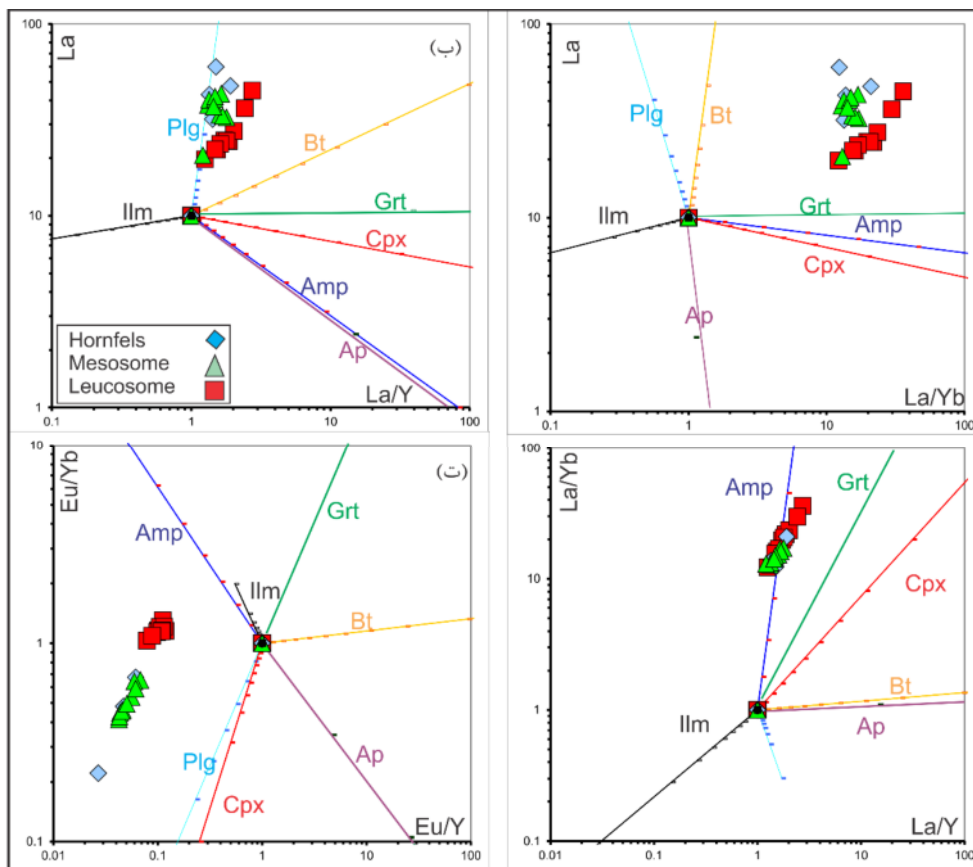 100
La
(ب)
Plg
Bt
10
Ilm
Grt
Cpx
Amp
Ap
Hornfels
Mesosome
Leucosome
1
La/Y
0.1
1
10
100
100
La
Plg
Bt
10
Ilm
Grt
Amp
Cpx
Ap
1
La/Yb
0.1
1
10
100
10
Eu/Yb
(ت)
Grt
Amp
Ilm
Bt
1
Plg
Ap
Cpx
0.1
Eu/Y
0.01
0.1
1
10
100
100
La/Yb
Amp
Grt
10
Cpx
Bt
1
Ilm
Ap
0.1
La/Y
0.01
0.1
1
10
100